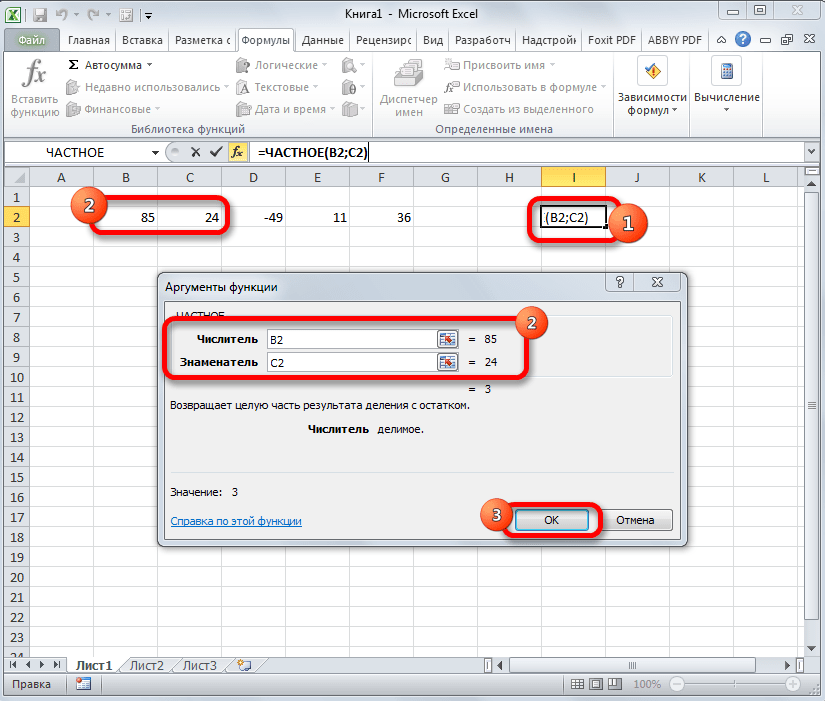 Книга1 - Microsoft Excel
Файл Главная Вставка Разметка с Формулы Данные Рецензирс Вид Разработч Надстройі Foxit PDF ABBYY PDF
fx Σ Автосумма Логические Присвоить имя
Вставить функцию Недавно использовались Текстовые Диспетчер имен Использовать в формуле Зависимости формул Вычисление
Финансовые Дата и время Создать из выделенного
Библиотека функций Определенные имена
ЧАСТНОЕ fx =ЧАСТНОЕ(B2;C2)
A B C D E F G H I J K L
1
2 85 24 -49 11 36 (B2;C2)
2 1
3
4
5
6
7
8
9
10
11
12
13
14
15
16
17
18
19
20
21
22
23
24
Аргументы функции
ЧАСТНОЕ
2
Числитель B2 = 85
Знаменатель C2 = 24
= 3
Возвращает целую часть результата деления с остатком.
Числитель делимое.
Значение: 3
Справка по этой функции
3
ОК Отмена
Лист1 Лист2 Лист3
Правка 100%